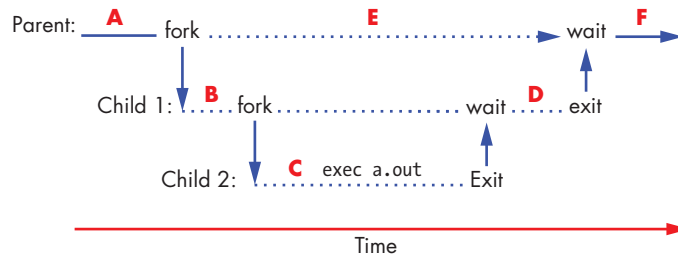 A E F
Parent: fork wait
B D
Child 1: fork wait exit
C
Child 2: exec a.out Exit
Time